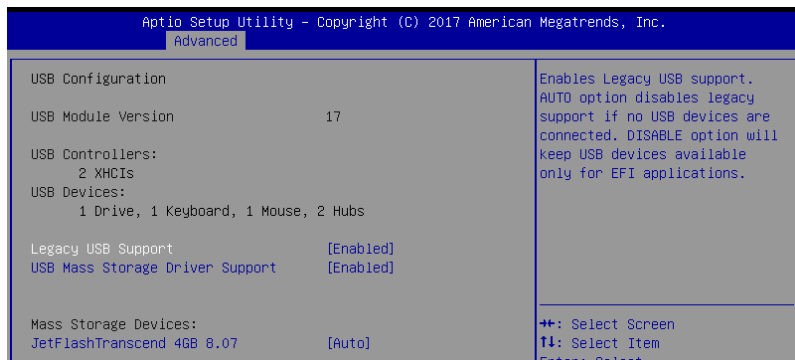 Aptio Setup Utility – Copyright (C) 2017 American Megatrends, Inc.
Advanced
USB Configuration
USB Module Version 17
USB Controllers:
2 XHCIs
USB Devices:
1 Drive, 1 Keyboard, 1 Mouse, 2 Hubs
Legacy USB Support [Enabled]
USB Mass Storage Driver Support [Enabled]
Mass Storage Devices:
JetFlashTranscend 4GB 8.07 [Auto]
Enables Legacy USB support.
AUTO option disables legacy
support if no USB devices are
connected. DISABLE option will
keep USB devices available
only for EFI applications.
→←: Select Screen
↑↓: Select Item
Enter: Select